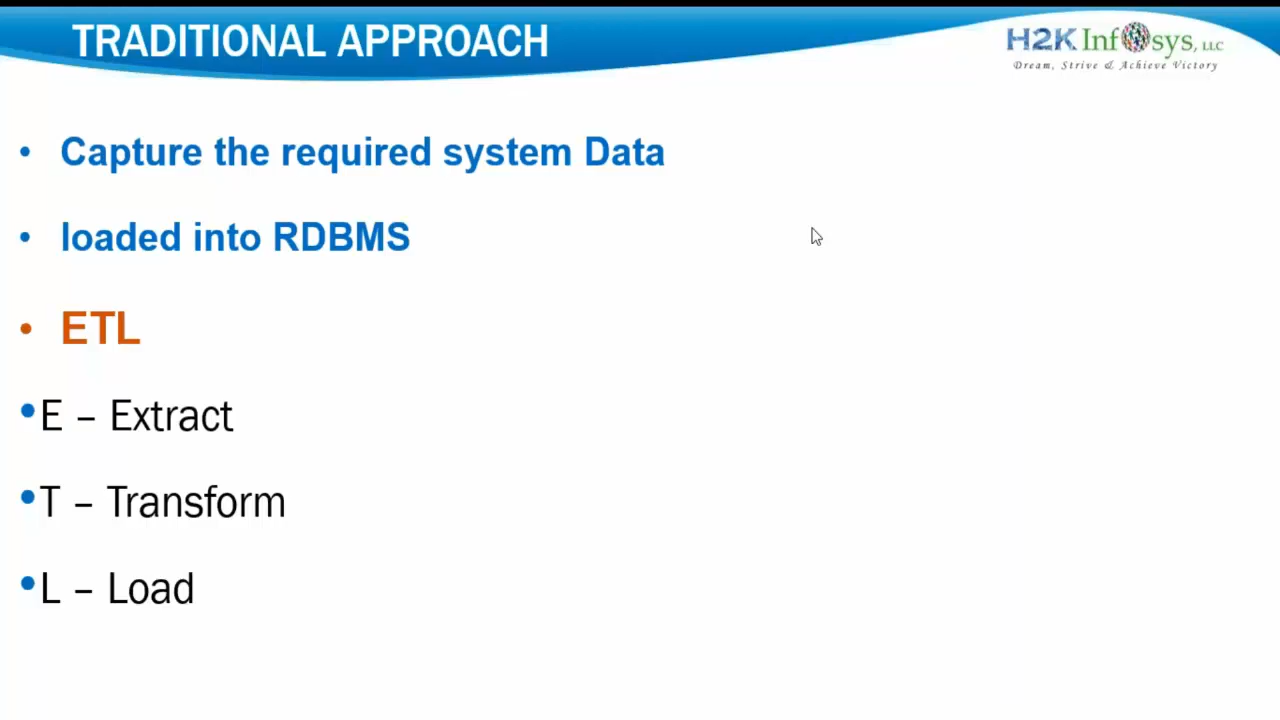 TRADITIONAL APPROACH
H2K Infosys, LLC
Dream, Strive & Achieve Victory
• Capture the required system Data
• loaded into RDBMS
• ETL
• E – Extract
• T – Transform
• L – Load